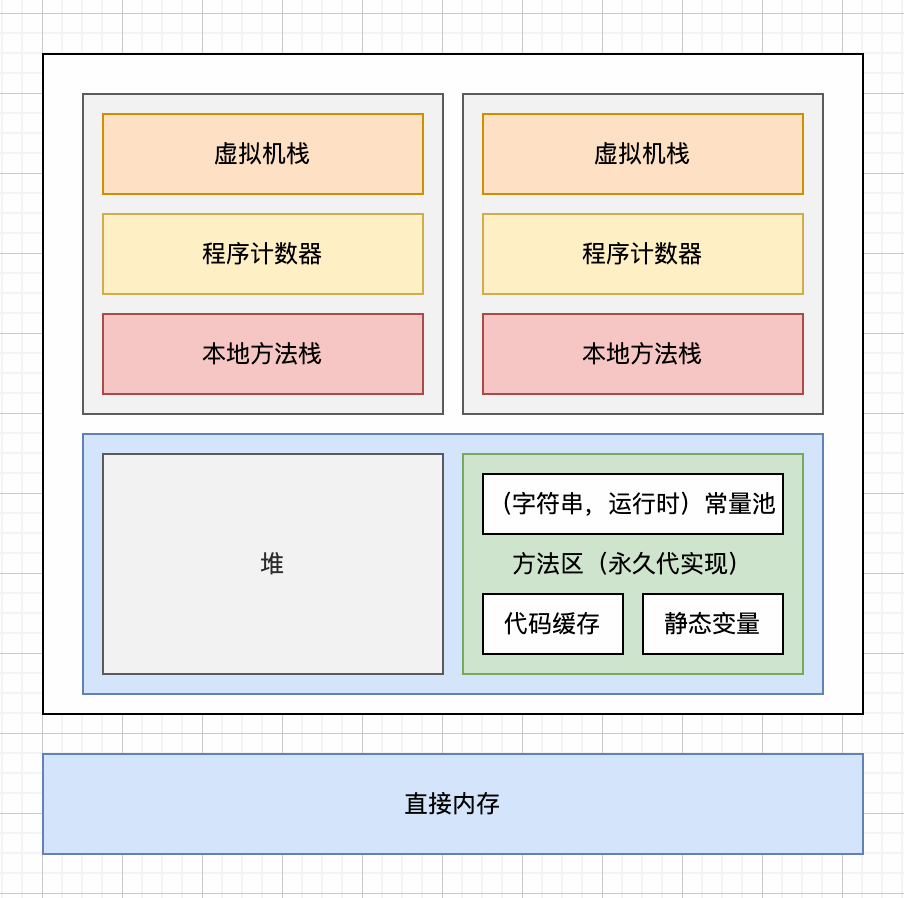 虚拟机栈
虚拟机栈
程序计数器
程序计数器
本地方法栈
本地方法栈
堆
（字符串，运行时）常量池
方法区（永久代实现）
代码缓存
静态变量
直接内存